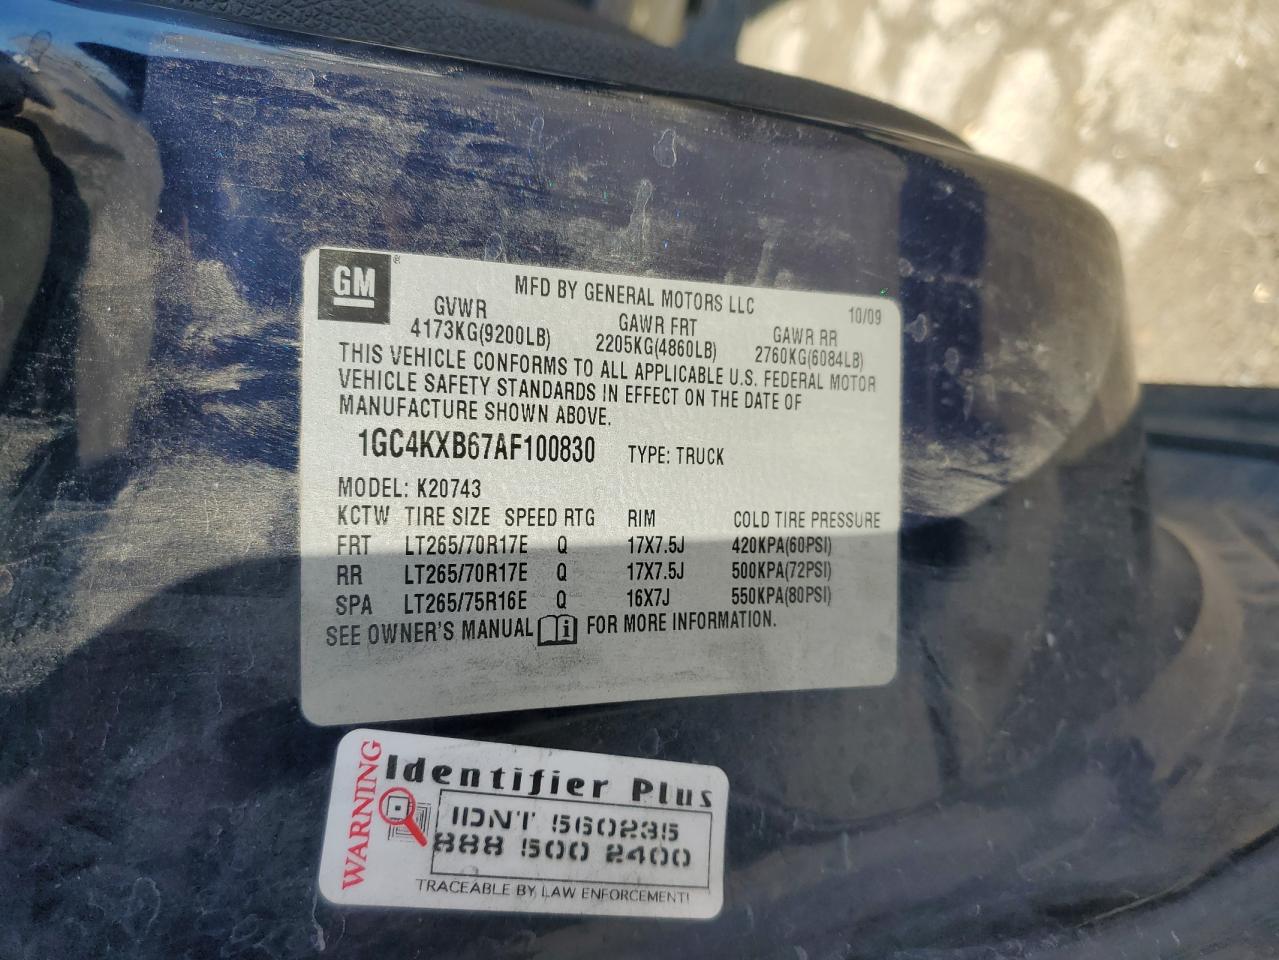 GM ®
MFD BY GENERAL MOTORS LLC 10/09
GVWR GAWR FRT GAWR RR
4173KG(9200LB) 2205KG(4860LB) 2760KG(6084LB)
THIS VEHICLE CONFORMS TO ALL APPLICABLE U.S. FEDERAL MOTOR
VEHICLE SAFETY STANDARDS IN EFFECT ON THE DATE OF
MANUFACTURE SHOWN ABOVE.
1GC4KXB67AF100830 TYPE: TRUCK
MODEL: K20743
KCTW TIRE SIZE SPEED RTG RIM COLD TIRE PRESSURE
FRT LT265/70R17E Q 17X7.5J 420KPA(60PSI)
RR LT265/70R17E Q 17X7.5J 500KPA(72PSI)
SPA LT265/75R16E Q 16X7J 550KPA(80PSI)
SEE OWNER'S MANUAL i FOR MORE INFORMATION.
WARNING
Identifier Plus
IDNT 560235
888 500 2400
TRACEABLE BY LAW ENFORCEMENT!